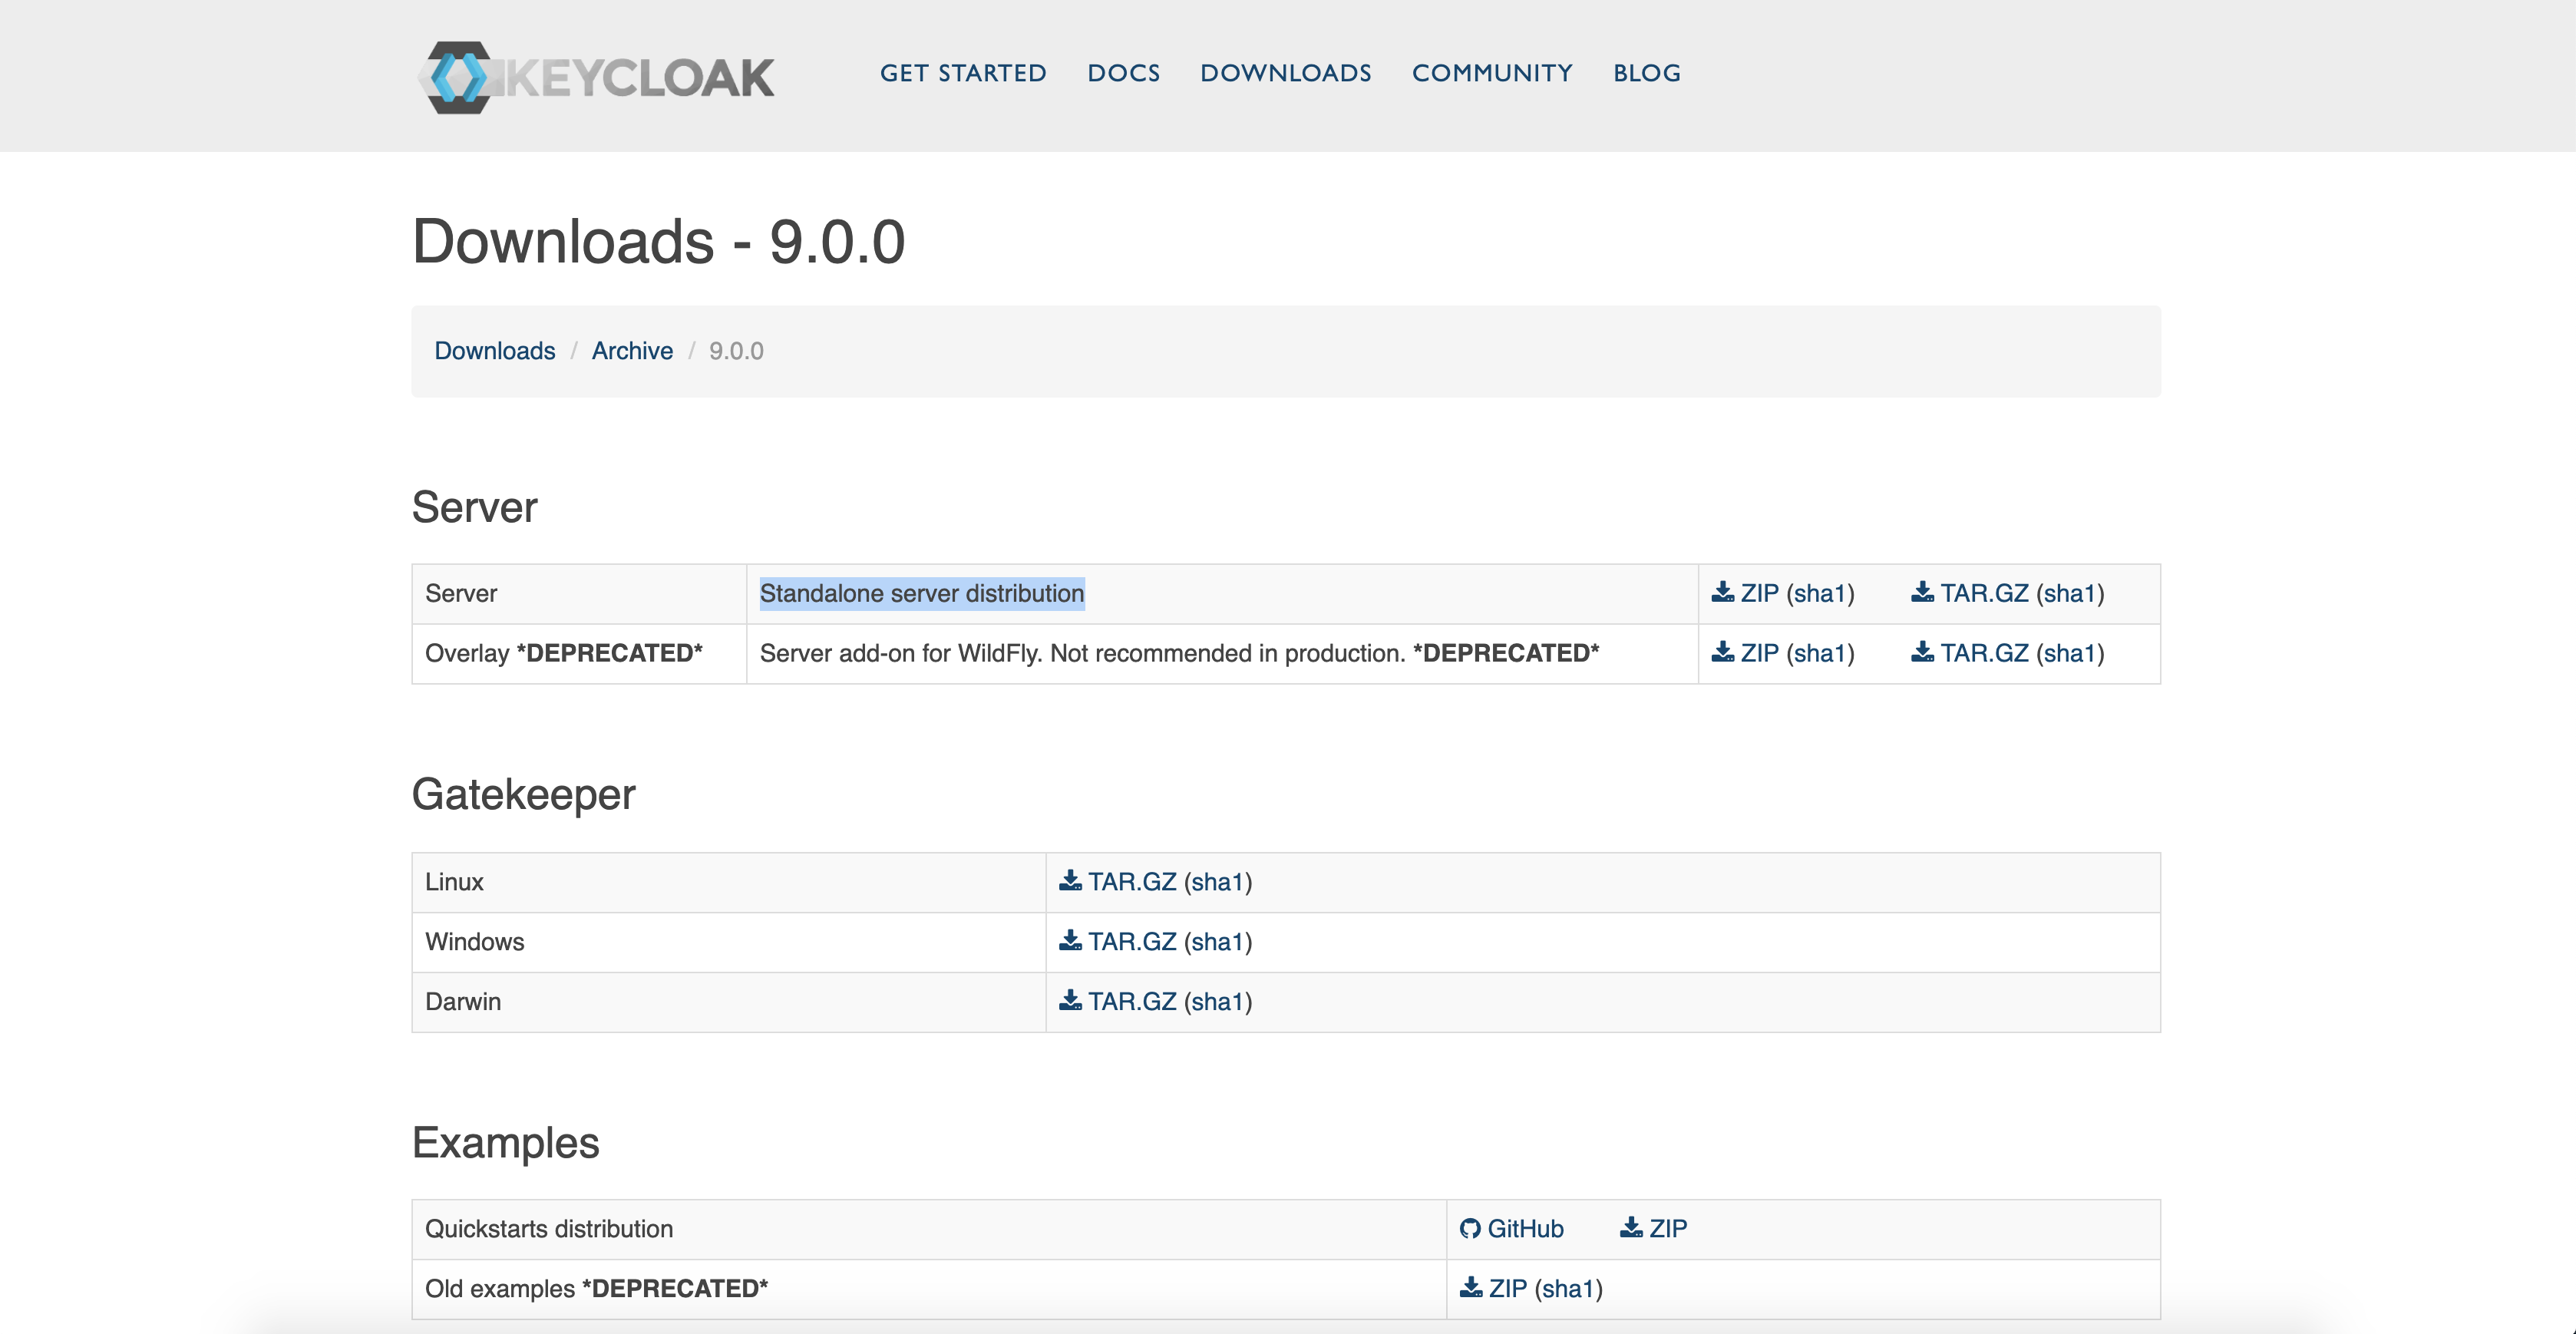 KEYCLOAK
GET STARTED DOCS DOWNLOADS COMMUNITY BLOG
Downloads - 9.0.0
Downloads / Archive / 9.0.0
Server
Server Standalone server distribution ZIP (sha1) TAR.GZ (sha1)
Overlay *DEPRECATED* Server add-on for WildFly. Not recommended in production. *DEPRECATED* ZIP (sha1) TAR.GZ (sha1)
Gatekeeper
Linux TAR.GZ (sha1)
Windows TAR.GZ (sha1)
Darwin TAR.GZ (sha1)
Examples
Quickstarts distribution GitHub ZIP
Old examples *DEPRECATED* ZIP (sha1)